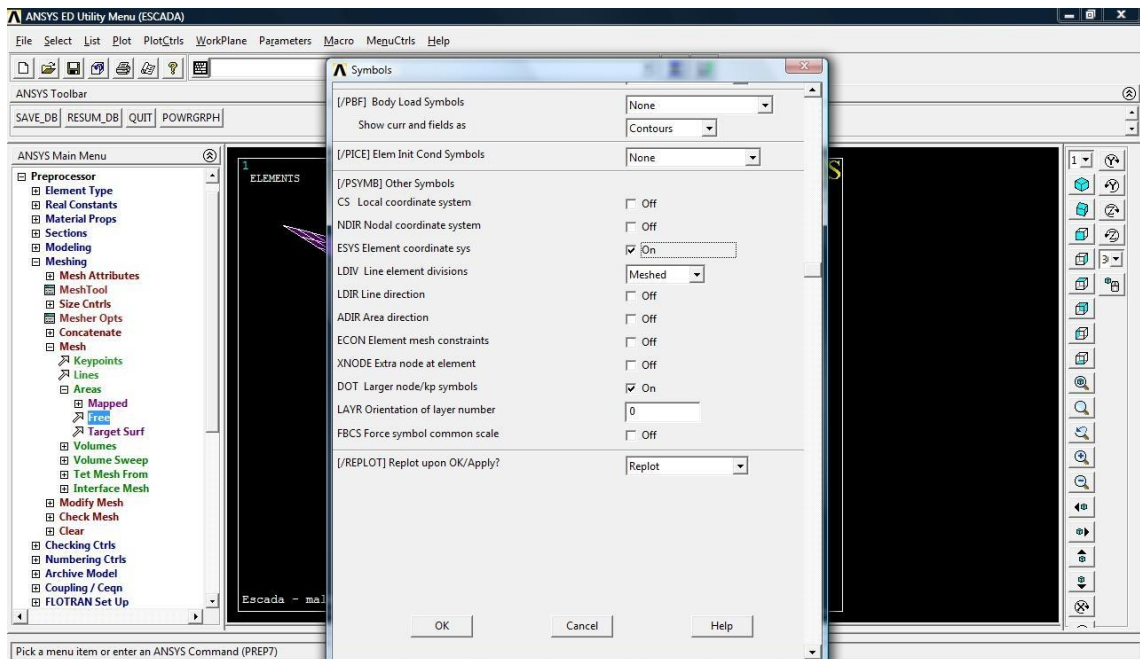 ANSYS ED Utility Menu (ESCADA)
File Select List Plot PlotCtrls WorkPlane Parameters Macro MenuCtrls Help
ANSYS Toolbar
SAVE_DB RESUM_DB QUIT POWRGRPH
ANSYS Main Menu
Preprocessor
Element Type
Real Constants
Material Props
Sections
Modeling
Meshing
Mesh Attributes
MeshTool
Size Cntrls
Mesher Opts
Concatenate
Mesh
Keypoints
Lines
Areas
Mapped
Free
Target Surf
Volumes
Volume Sweep
Tet Mesh From
Interface Mesh
Modify Mesh
Check Mesh
Clear
Checking Ctrls
Numbering Ctrls
Archive Model
Coupling / Ceqn
FLOTRAN Set Up
1
ELEMENTS
S
Escada - mal
Symbols
[/PBF] Body Load Symbols None
Show curr and fields as Contours
[/PICE] Elem Init Cond Symbols None
[/PSYMB] Other Symbols
CS Local coordinate system Off
NDIR Nodal coordinate system Off
ESYS Element coordinate sys On
LDIV Line element divisions Meshed
LDIR Line direction Off
ADIR Area direction Off
ECON Element mesh constraints Off
XNODE Extra node at element Off
DOT Larger node/kp symbols On
LAYR Orientation of layer number 0
FBCS Force symbol common scale Off
[/REPLOT] Replot upon OK/Apply? Replot
OK Cancel Help
1
3
Pick a menu item or enter an ANSYS Command (PREP7)